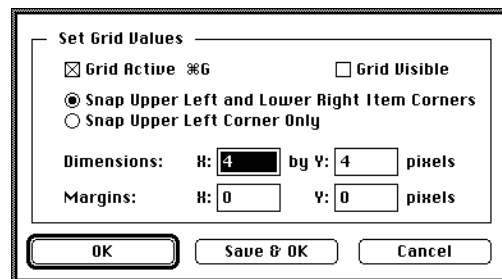 Set Grid Values
Grid Active ⌘G Grid Visible
Snap Upper Left and Lower Right Item Corners
Snap Upper Left Corner Only
Dimensions: X: 4 by Y: 4 pixels
Margins: X: 0 Y: 0 pixels
OK Save & OK Cancel